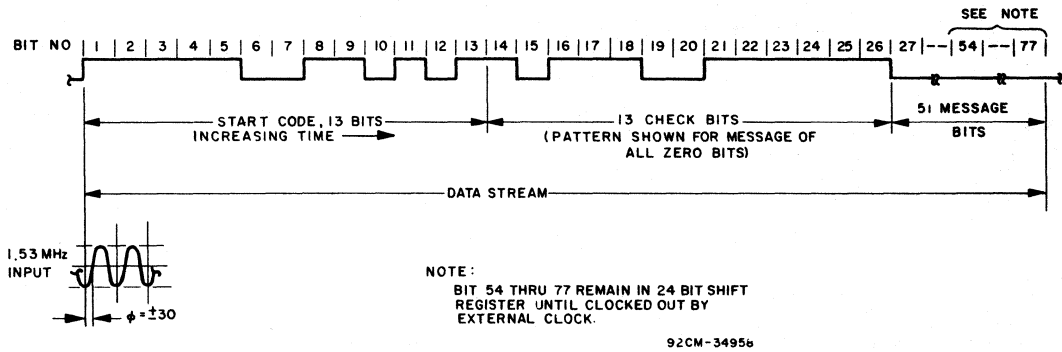 SEE NOTE
BIT NO | 1 | 2 | 3 | 4 | 5 | 6 | 7 | 8 | 9 | 10 | 11 | 12 | 13 | 14 | 15 | 16 | 17 | 18 | 19 | 20 | 21 | 22 | 23 | 24 | 25 | 26 | 27 |--| 54 |--| 77 |
START CODE, 13 BITS
INCREASING TIME
13 CHECK BITS
(PATTERN SHOWN FOR MESSAGE OF
ALL ZERO BITS)
51 MESSAGE
BITS
DATA STREAM
1.53 MHz
INPUT
φ = ±30
NOTE:
BIT 54 THRU 77 REMAIN IN 24 BIT SHIFT
REGISTER UNTIL CLOCKED OUT BY
EXTERNAL CLOCK.
92CM-34956